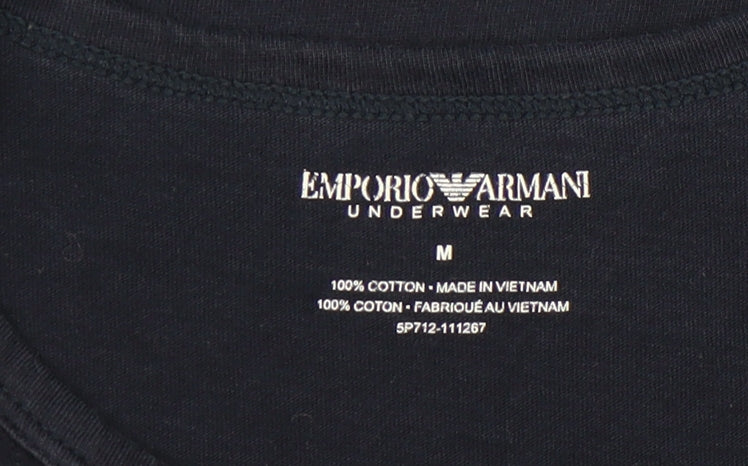 EMPORIO ARMANI
UNDERWEAR
M
100% COTTON • MADE IN VIETNAM
100% COTON • FABRIQUÉ AU VIETNAM
5P712-111267